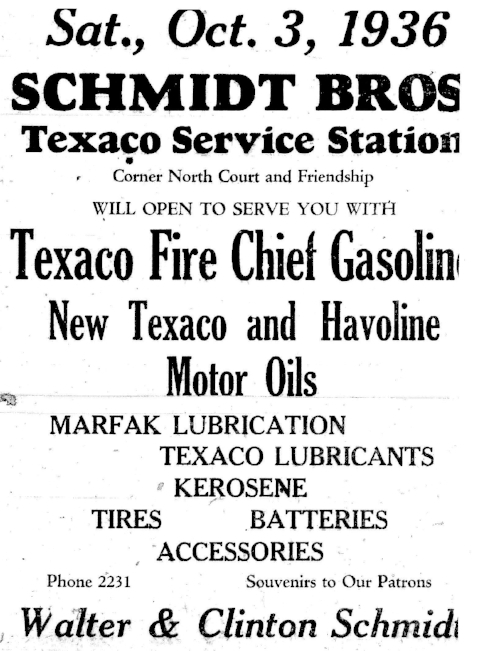 Sat., Oct. 3, 1936
SCHMIDT BROS
Texaco Service Station
Corner North Court and Friendship
WILL OPEN TO SERVE YOU WITH
Texaco Fire Chief Gasolin
New Texaco and Havoline
Motor Oils
MARFAK LUBRICATION
TEXACO LUBRICANTS
KEROSENE
TIRES BATTERIES
ACCESSORIES
Phone 2231 Souvenirs to Our Patrons
Walter & Clinton Schmidt